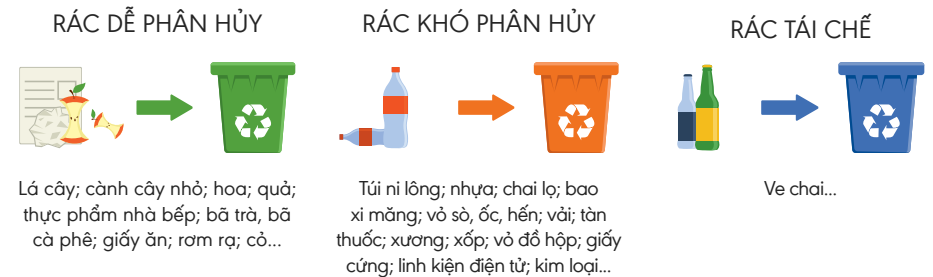 RÁC DỄ PHÂN HỦY
Lá cây; cành cây nhỏ; hoa; quả;
thực phẩm nhà bếp; bã trà, bã
cà phê; giấy ăn; rơm rạ; cỏ...
RÁC KHÓ PHÂN HỦY
Túi ni lông; nhựa; chai lọ; bao
xi măng; vỏ sò, ốc, hến; vải; tàn
thuốc; xương; xốp; vỏ đồ hộp; giấy
cứng; linh kiện điện tử; kim loại...
RÁC TÁI CHẾ
Ve chai...